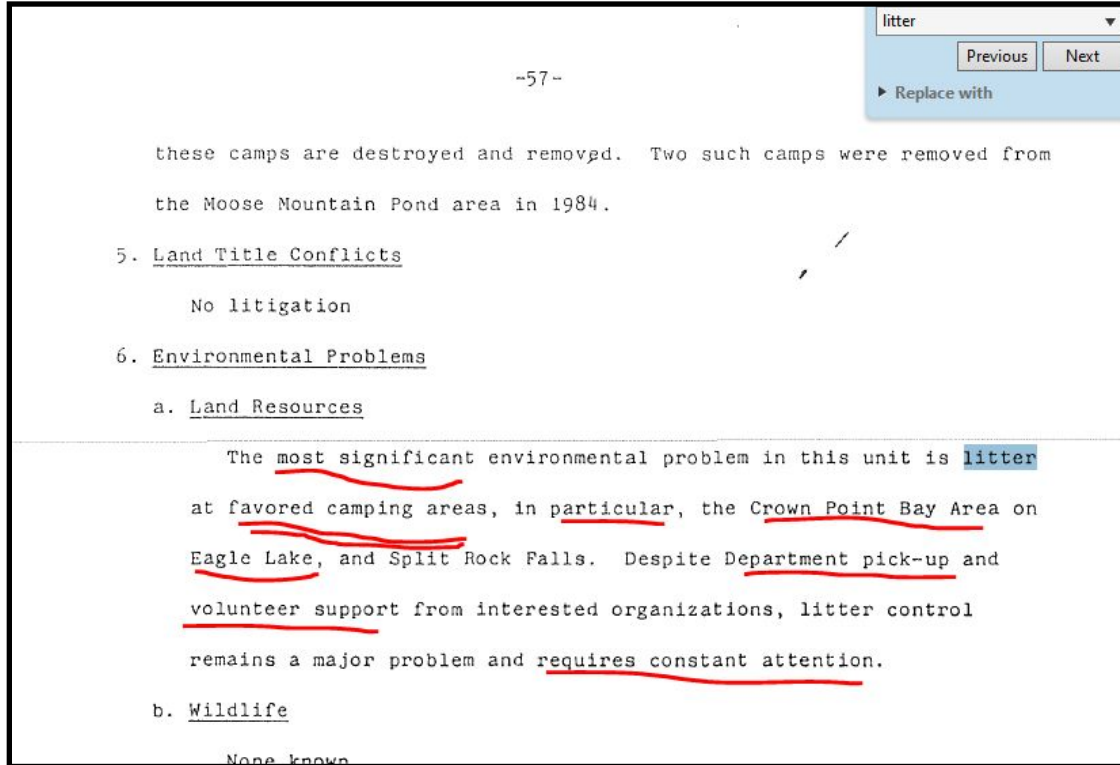 litter
Previous Next
Replace with
-57-
these camps are destroyed and removed. Two such camps were removed from
the Moose Mountain Pond area in 1984.
5. Land Title Conflicts
No litigation
6. Environmental Problems
a. Land Resources
The most significant environmental problem in this unit is litter
at favored camping areas, in particular, the Crown Point Bay Area on
Eagle Lake, and Split Rock Falls. Despite Department pick-up and
volunteer support from interested organizations, litter control
remains a major problem and requires constant attention.
b. Wildlife
None known